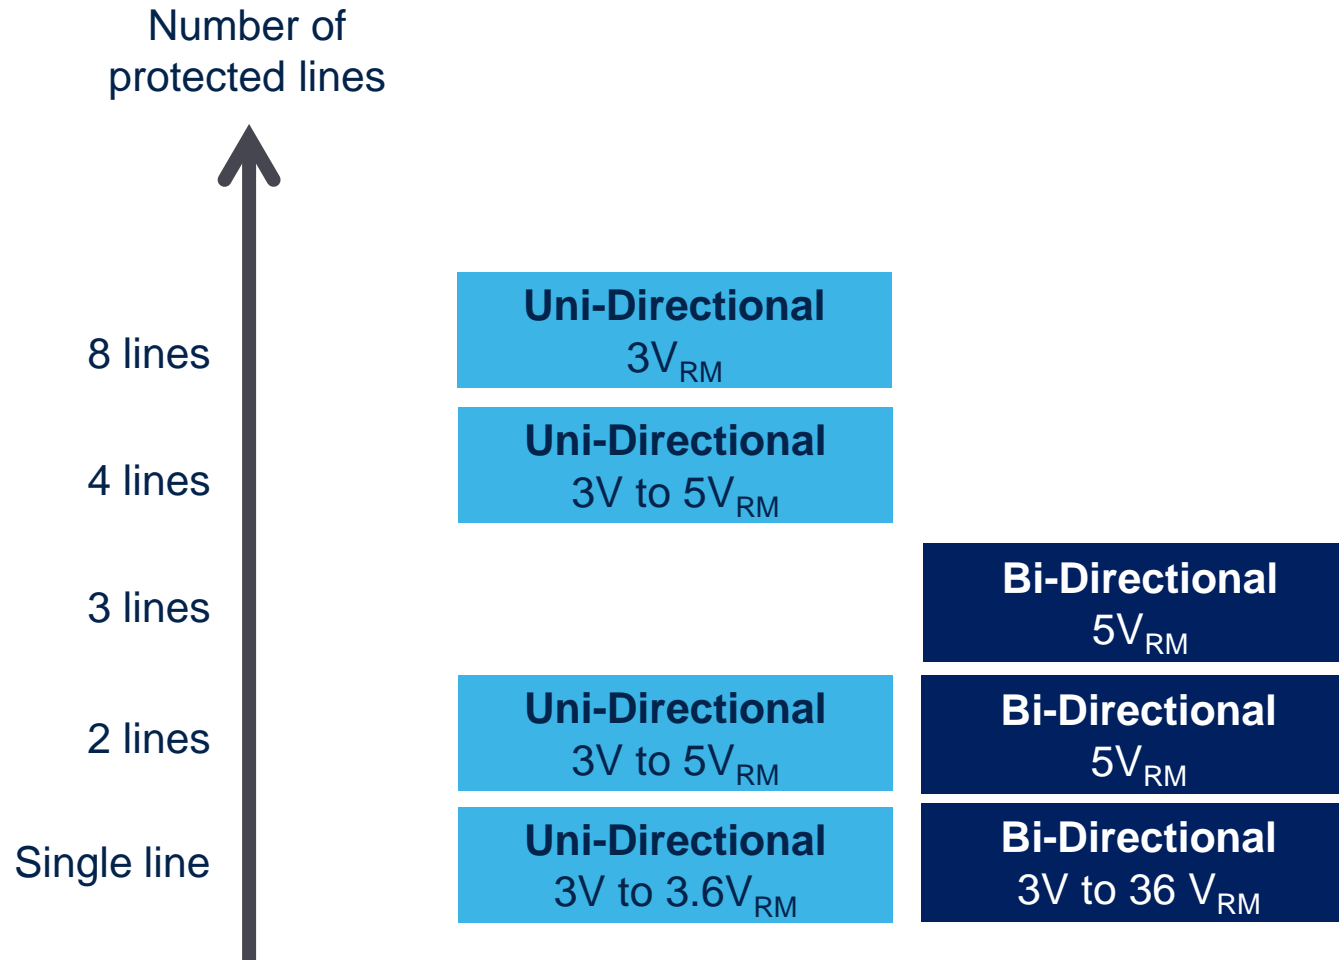 Number of
protected lines
8 lines
Uni-Directional
3VRM
4 lines
Uni-Directional
3V to 5VRM
3 lines
Bi-Directional
5VRM
2 lines
Uni-Directional
3V to 5VRM
Bi-Directional
5VRM
Single line
Uni-Directional
3V to 3.6VRM
Bi-Directional
3V to 36 VRM